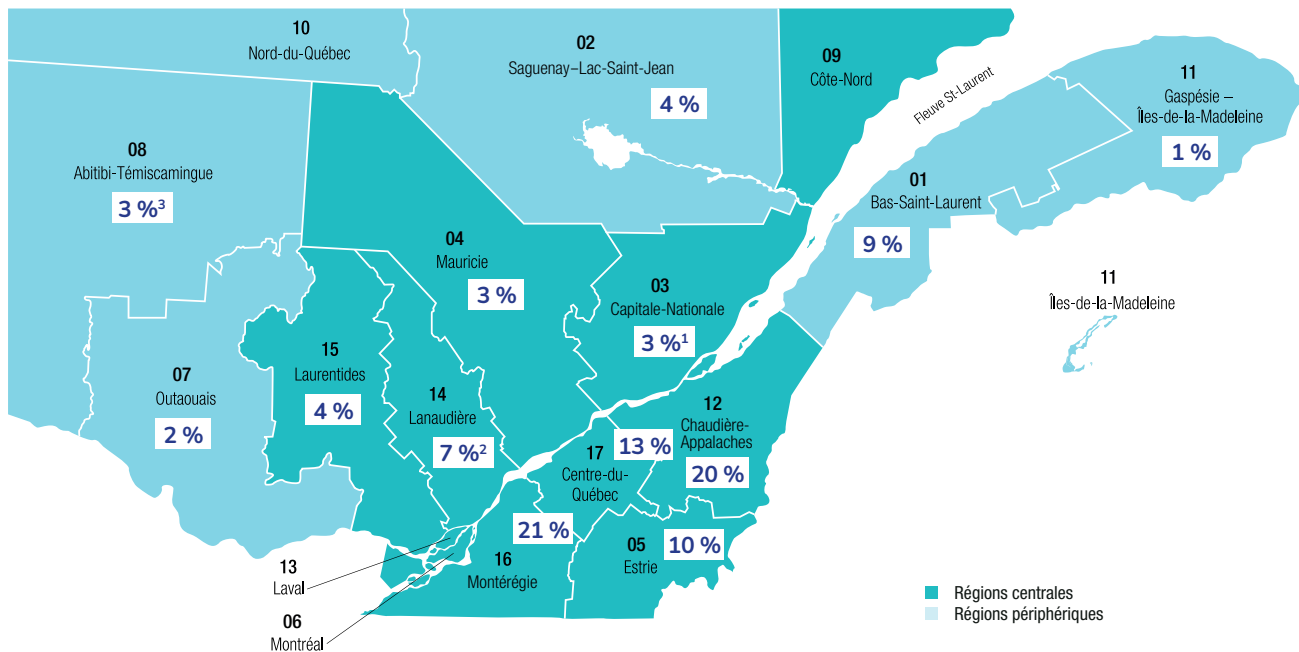 10
Nord-du-Québec
02
Saguenay–Lac-Saint-Jean
4 %
09
Côte-Nord
Fleuve St-Laurent
11
Gaspésie –
Îles-de-la-Madeleine
1 %
08
Abitibi-Témiscamingue
3 %³
01
Bas-Saint-Laurent
9 %
04
Mauricie
3 %
03
Capitale-Nationale
3 %¹
11
Îles-de-la-Madeleine
15
Laurentides
4 %
07
Outaouais
2 %
14
Lanaudière
7 %²
12
Chaudière-
Appalaches
20 %
13 %
17
Centre-du-
Québec
21 %
16
Montérégie
05
Estrie
10 %
13
Laval
06
Montréal
Régions centrales
Régions périphériques